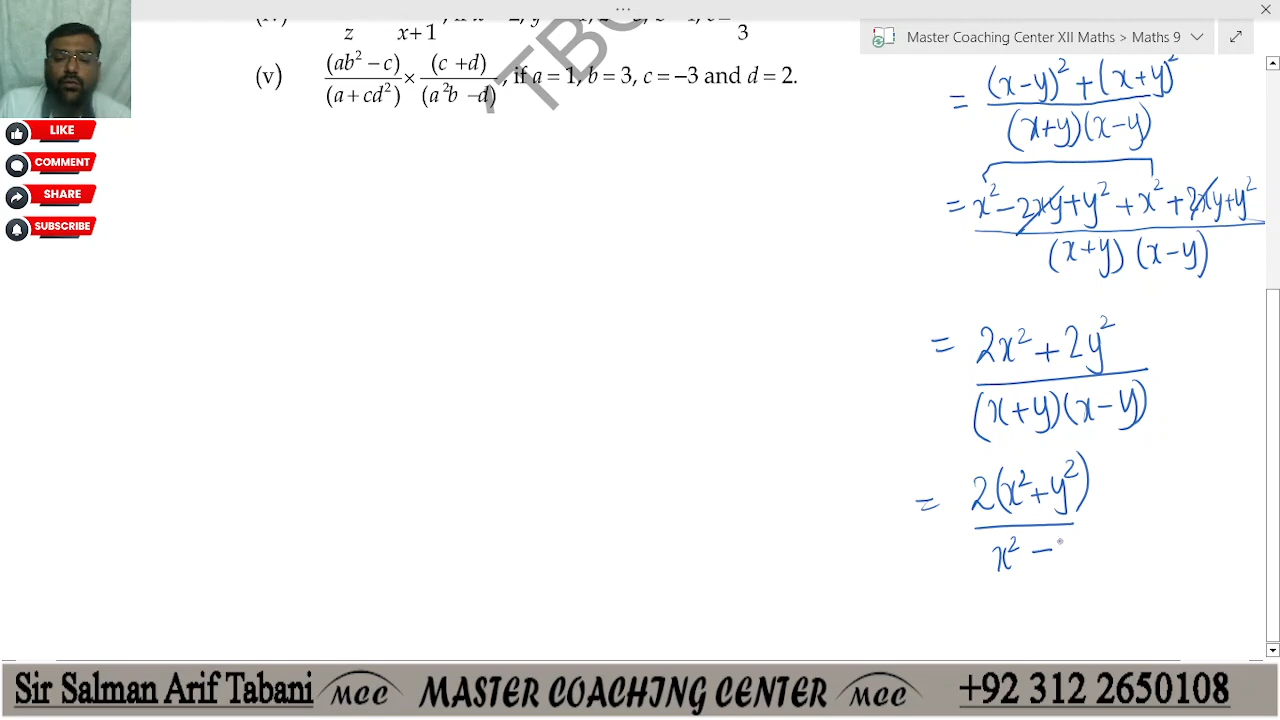 Master Coaching Center XII Maths > Maths 9
z x+1 3
(v) (ab² − c)/(a + cd²) × (c + d)/(a²b − d), if a = 1, b = 3, c = −3 and d = 2.
LIKE
COMMENT
SHARE
SUBSCRIBE
= ((x−y)² + (x+y)²)/((x+y)(x−y))
= (x² − 2xy + y² + x² + 2xy + y²)/((x+y)(x−y))
= (2x² + 2y²)/((x+y)(x−y))
= 2(x² + y²)/(x² −
Sir Salman Arif Tabani MCC MASTER COACHING CENTER MCC +92 312 2650108